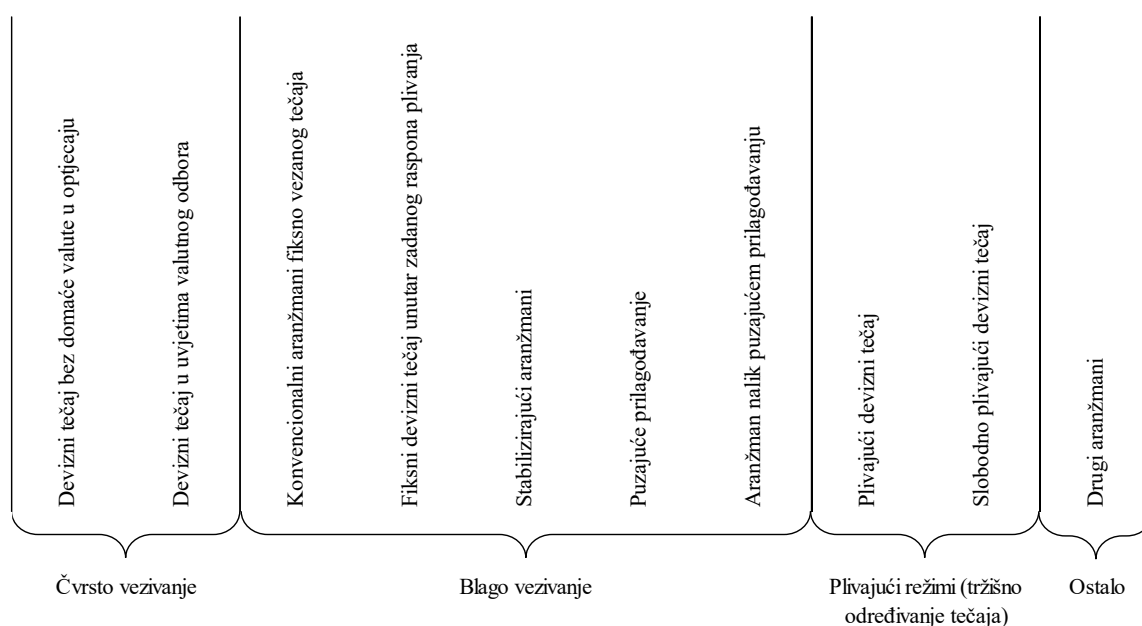 Devizni tečaj bez domaće valute u optjecaju
Devizni tečaj u uvjetima valutnog odbora
Konvencionalni aranžmani fiksno vezanog tečaja
Fiksni devizni tečaj unutar zadanog raspona plivanja
Stabilizirajući aranžmani
Puzajuće prilagođavanje
Aranžman nalik puzajućem prilagođavanju
Plivajući devizni tečaj
Slobodno plivajući devizni tečaj
Drugi aranžmani
Čvrsto vezivanje
Blago vezivanje
Plivajući režimi (tržišno
određivanje tečaja)
Ostalo